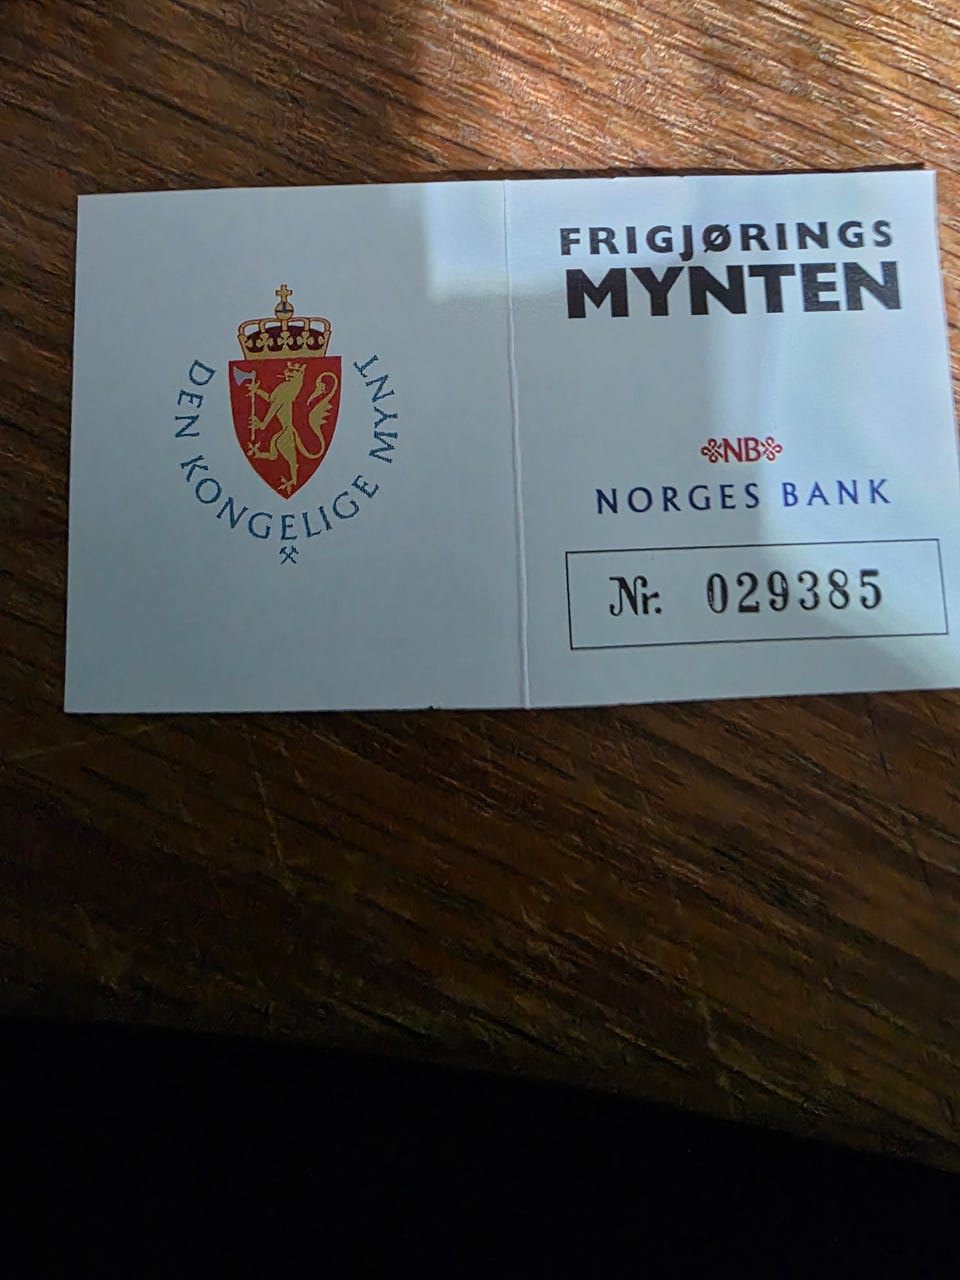 DEN KONGELIGE MYNT
FRIGJØRINGS
MYNTEN
NB
NORGES BANK
Nr. 029385